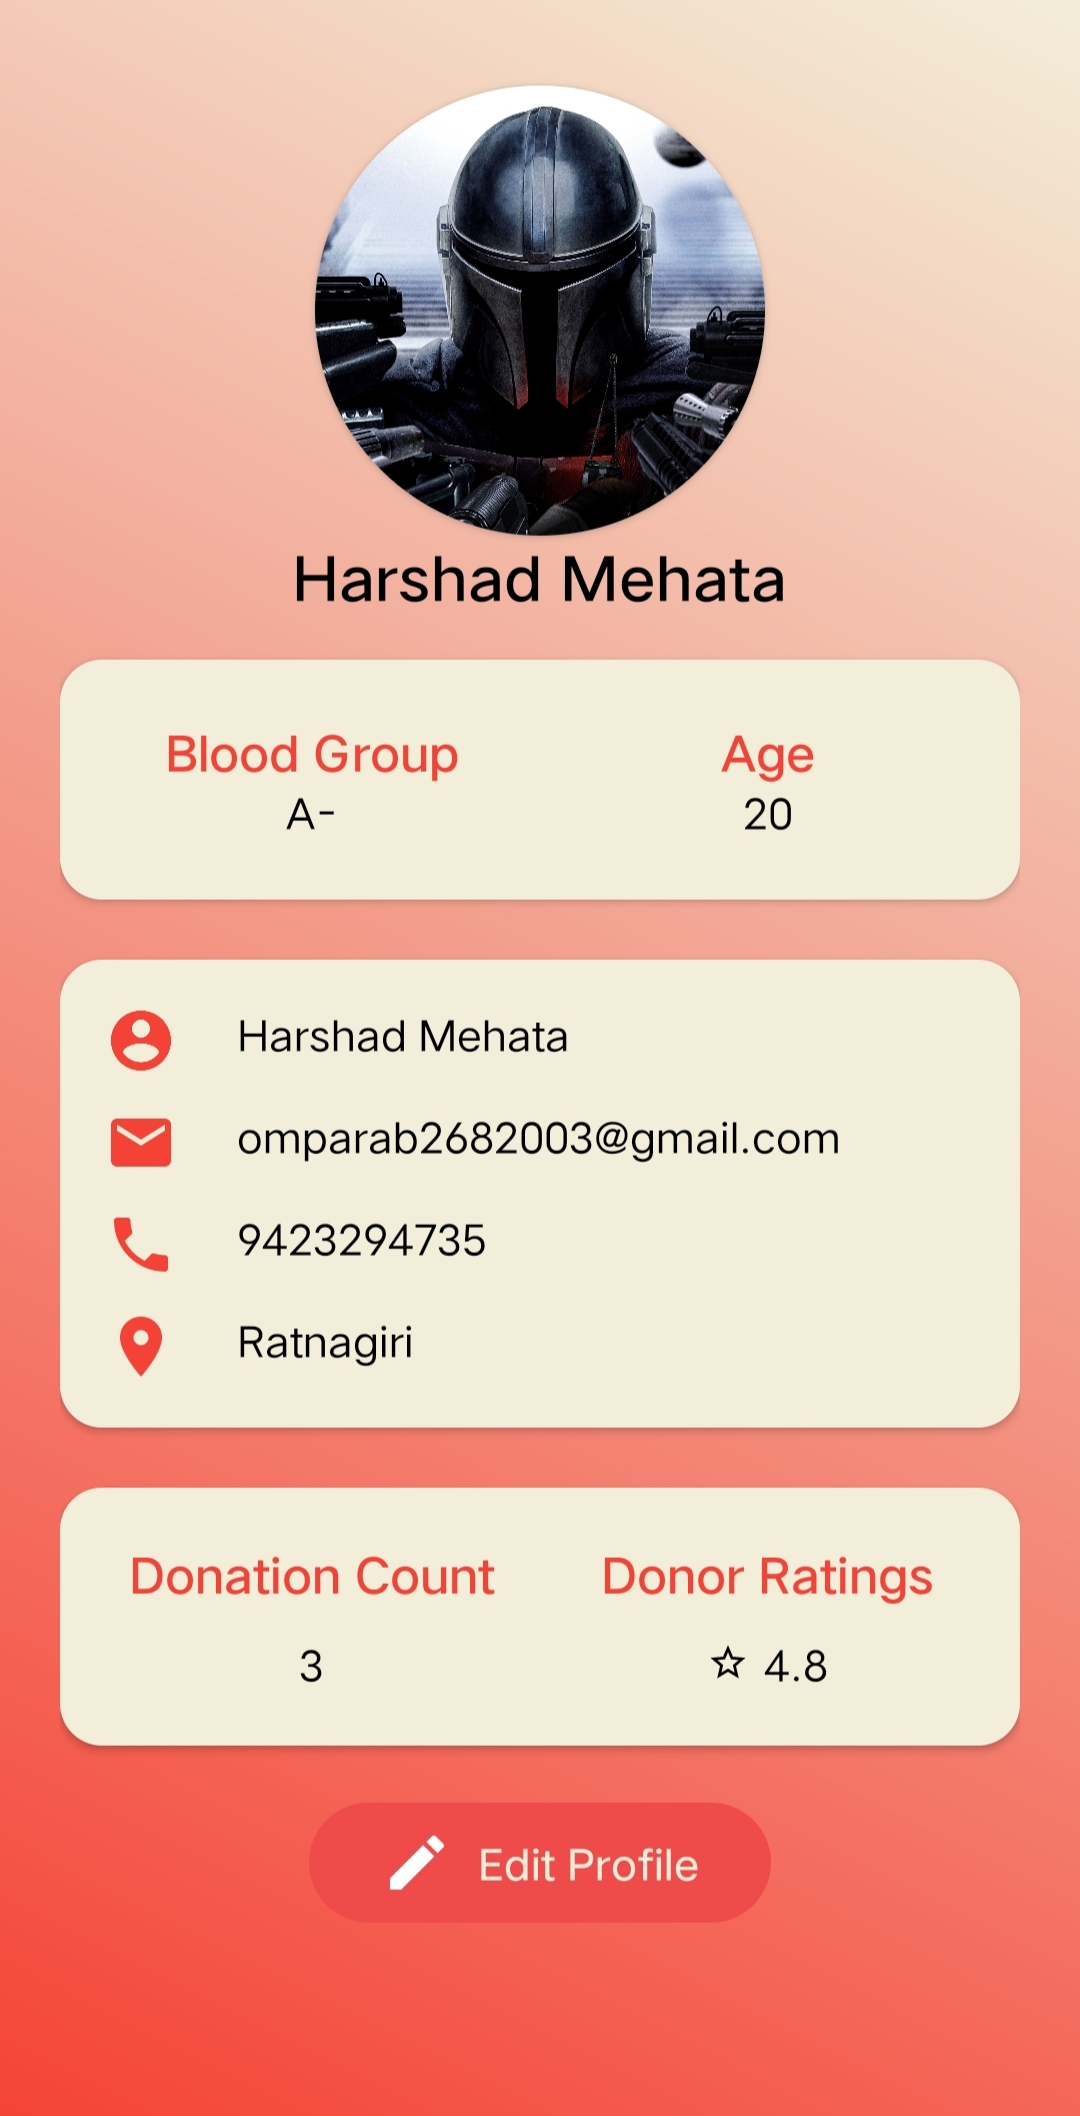 Harshad Mehata
Blood Group
A-
Age
20
Harshad Mehata
omparab2682003@gmail.com
9423294735
Ratnagiri
Donation Count
3
Donor Ratings
☆ 4.8
Edit Profile